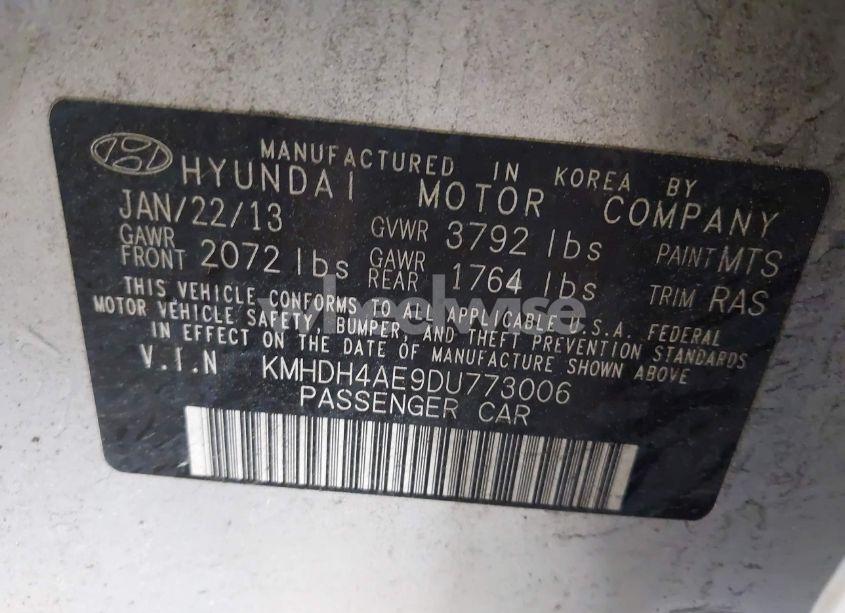 MANUFACTURED IN KOREA BY
HYUNDAI MOTOR COMPANY
JAN/22/13 GVWR 3792 lbs PAINT MTS
GAWR FRONT 2072 lbs GAWR REAR 1764 lbs TRIM RAS
THIS VEHICLE CONFORMS TO ALL APPLICABLE U.S.A. FEDERAL
MOTOR VEHICLE SAFETY, BUMPER, AND THEFT PREVENTION STANDARDS
IN EFFECT ON THE DATE OF MANUFACTURE SHOWN ABOVE
V.I.N KMHDH4AE9DU773006
PASSENGER CAR
wheelwise